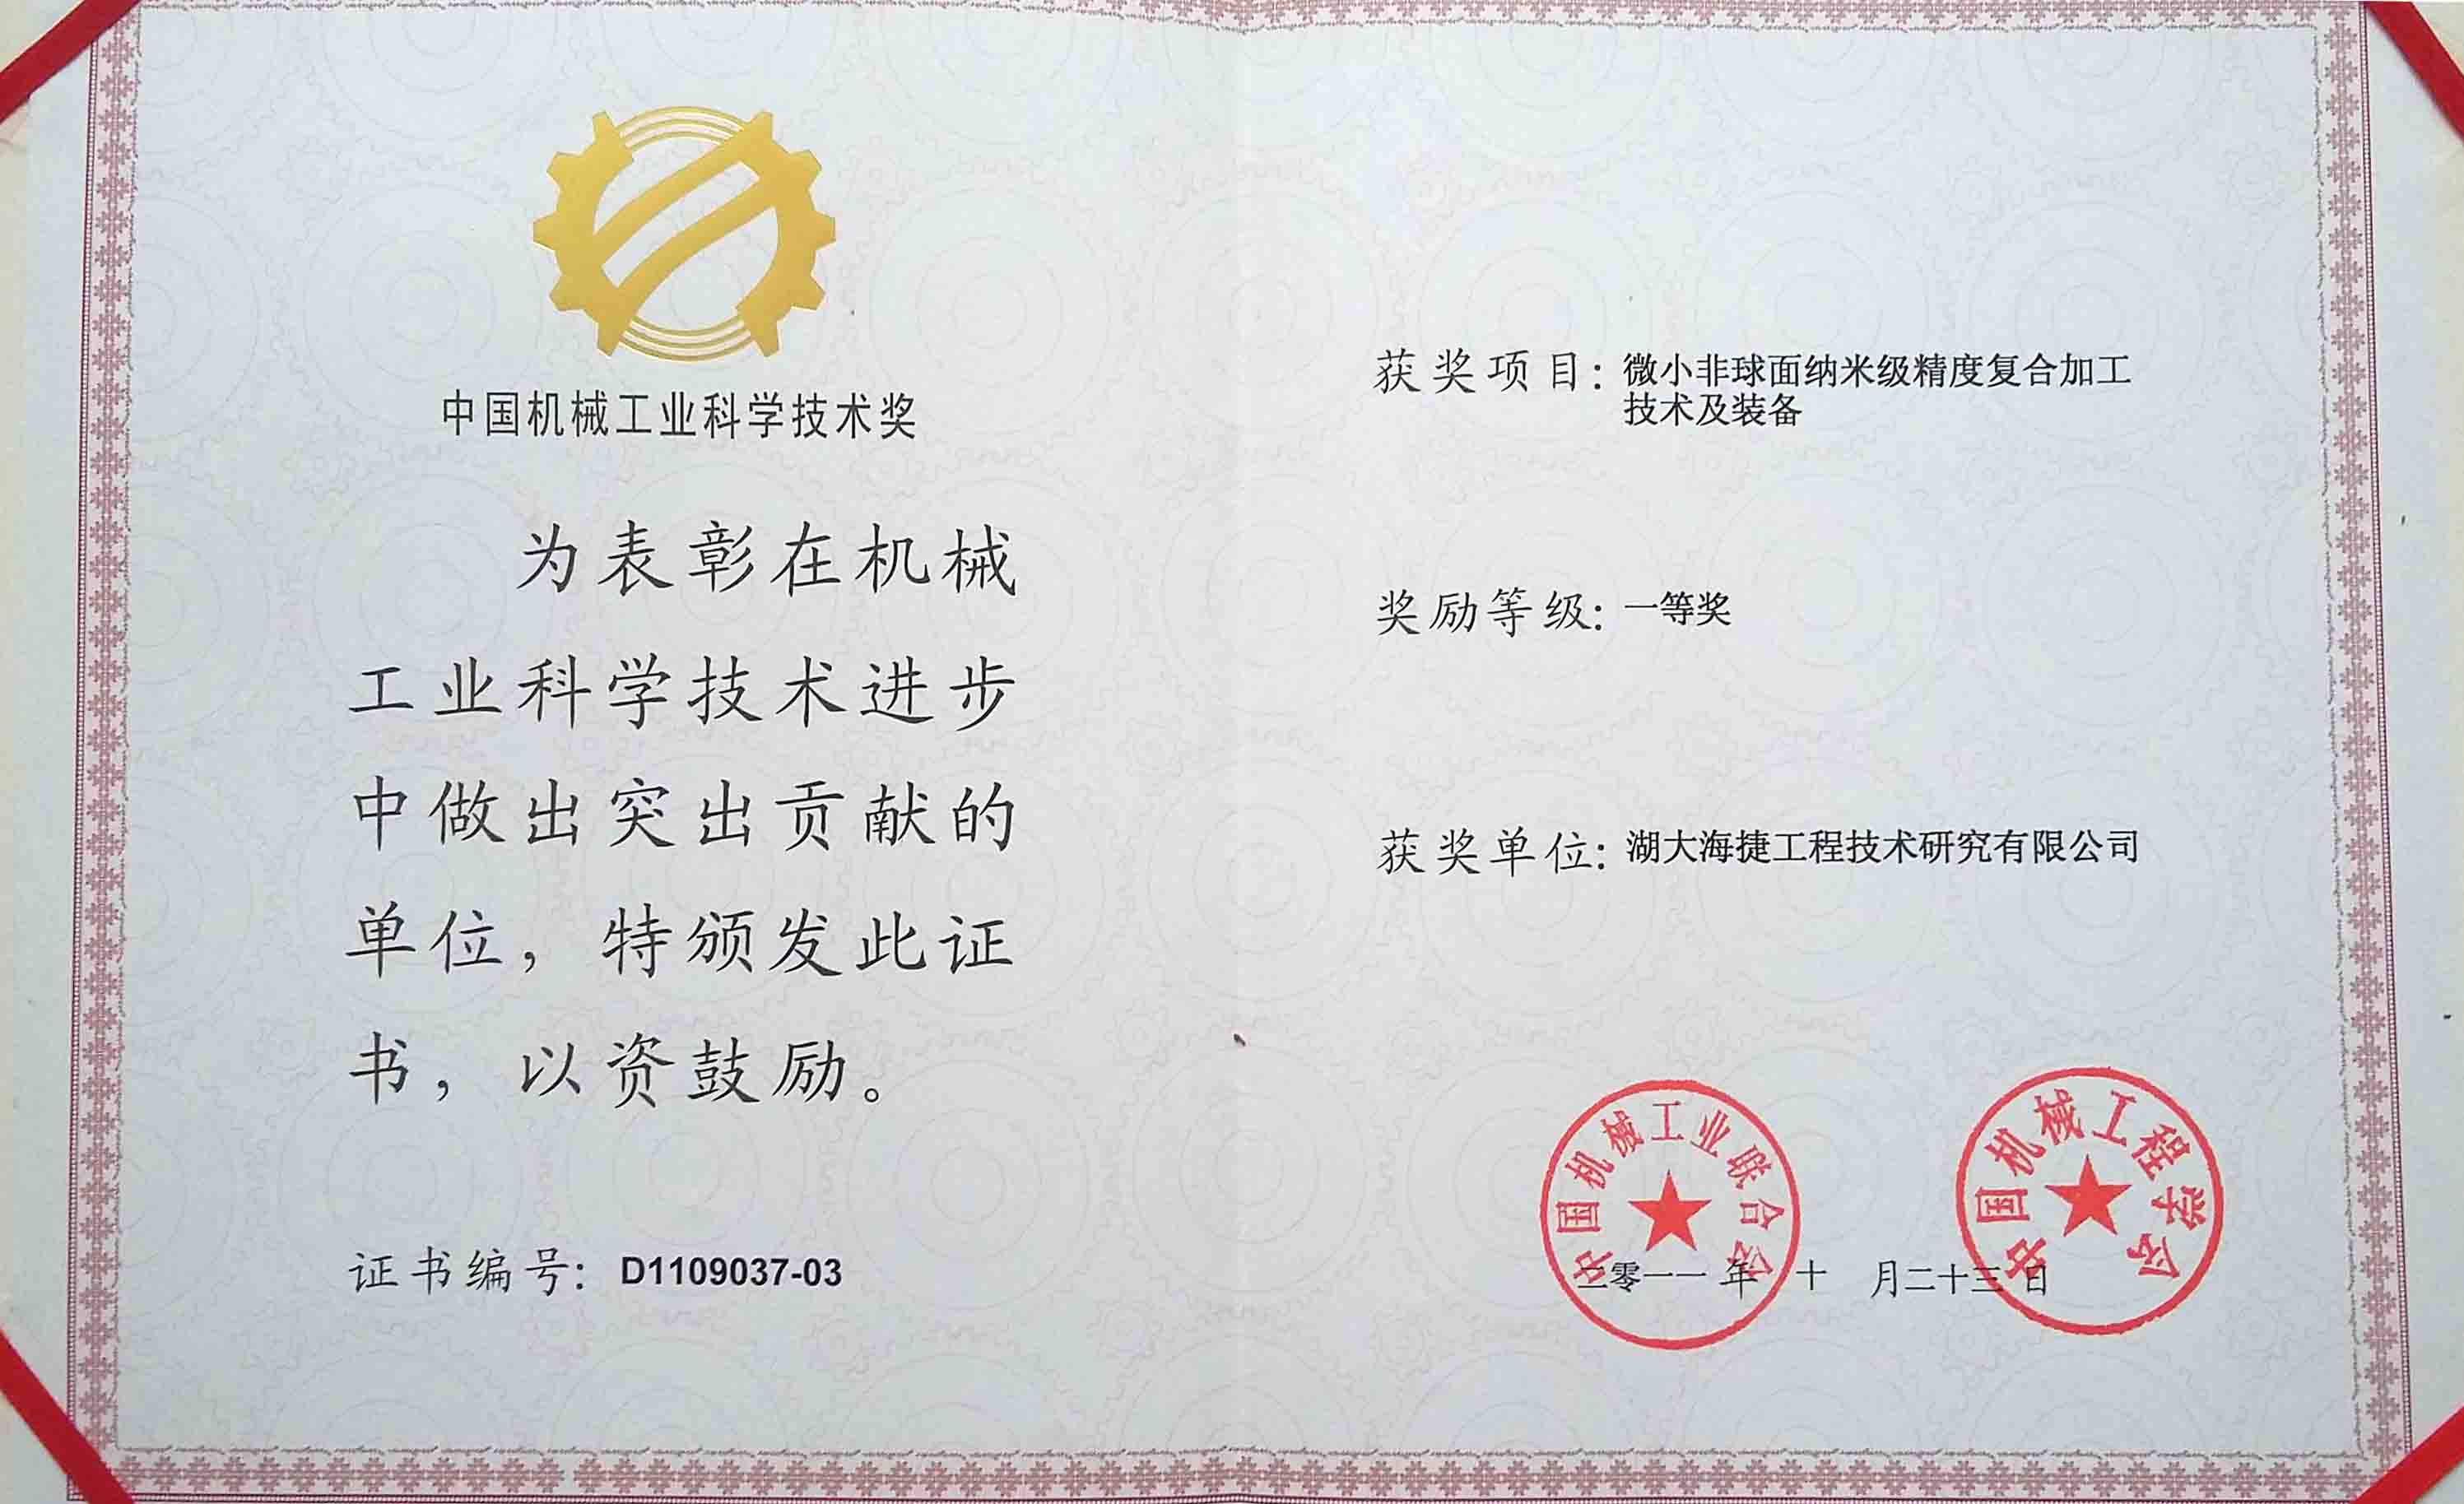 中国机械工业科学技术奖
为表彰在机械
工业科学技术进步
中做出突出贡献的
单位，特颁发此证
书，以资鼓励。
证书编号：D1109037-03
获奖项目：微小非球面纳米级精度复合加工
技术及装备
奖励等级：一等奖
获奖单位：湖大海捷工程技术研究有限公司
中国机械工业联合会
中国机械工程学会
二零一一年十月二十三日